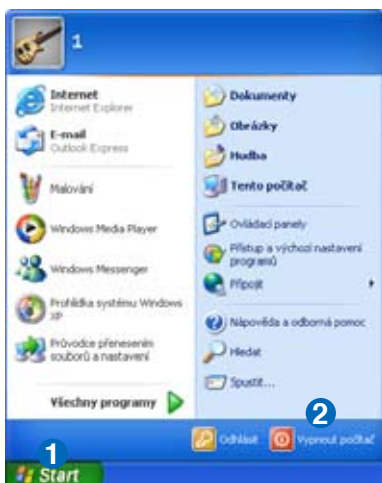 1
Internet
Internet Explorer
E-mail
Outlook Express
Malování
Windows Media Player
Windows Messenger
Prohlídka systému Windows
XP
Průvodce přenesením
souborů a nastavení
Všechny programy
Dokumenty
Obrázky
Hudba
Tento počítač
Ovládací panely
Přístup a výchozí nastavení
programů
Připojit
Nápověda a odborná pomoc
Hledat
Spustit...
2
Odhlásit
Vypnout počítač
1
Start